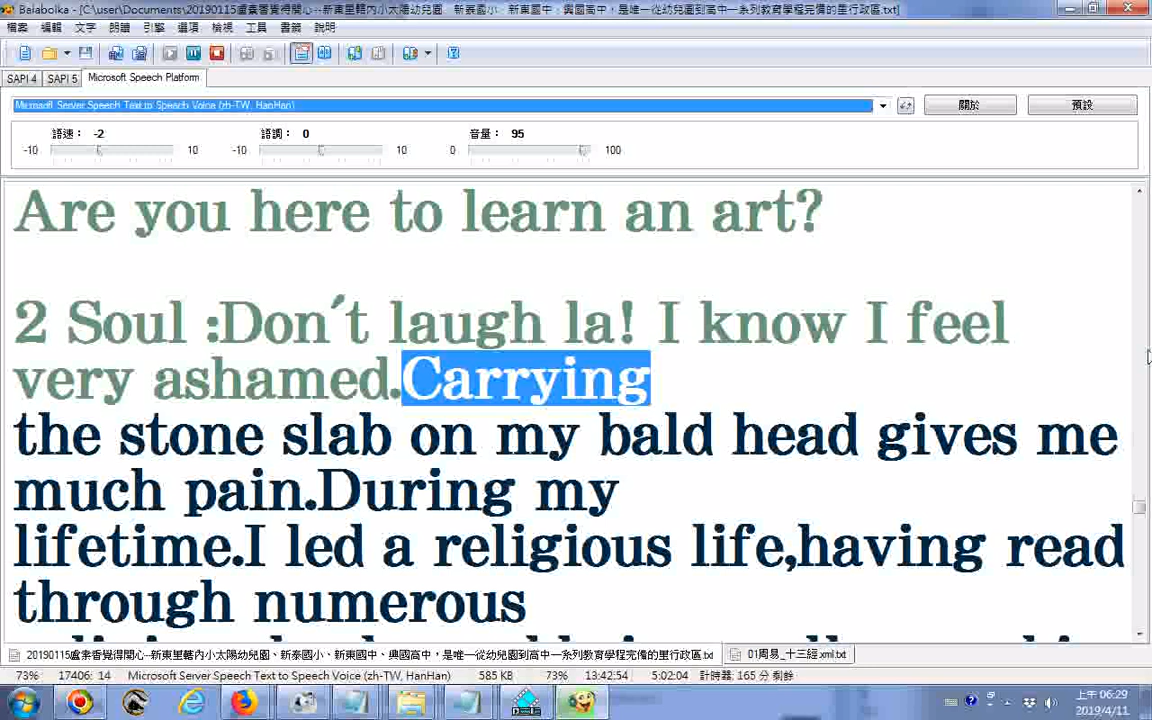 Balabolka - [C:\user\Documents\20190115盧素香覺得開心--新東里轄內小太陽幼兒園、新泰國小、新東國中、興國高中，是唯一從幼兒園到高中一系列教育學程完備的里行政區.txt]
檔案 編輯 文字 朗讀 引擎 選項 檢視 工具 書籤 說明
SAPI 4 SAPI 5 Microsoft Speech Platform
Microsoft Server Speech Text to Speech Voice (zh-TW, HanHan) 關於 預設
語速： -2 語調： 0 音量： 95
-10 10 -10 10 0 100
Are you here to learn an art?
2 Soul :Don´t laugh la! I know I feel
very ashamed.Carrying
the stone slab on my bald head gives me
much pain.During my
lifetime.I led a religious life,having read
through numerous
20190115盧素香覺得開心--新東里轄內小太陽幼兒園、新泰國小、新東國中、興國高中，是唯一從幼兒園到高中一系列教育學程完備的里行政區.txt 01周易_十三經.xml.txt
73% 17406: 14 Microsoft Server Speech Text to Speech Voice (zh-TW, HanHan) 585 KB 73% 13:42:54 5:02:04 計時器: 165 分 剩餘
上午 06:29
2019/4/11